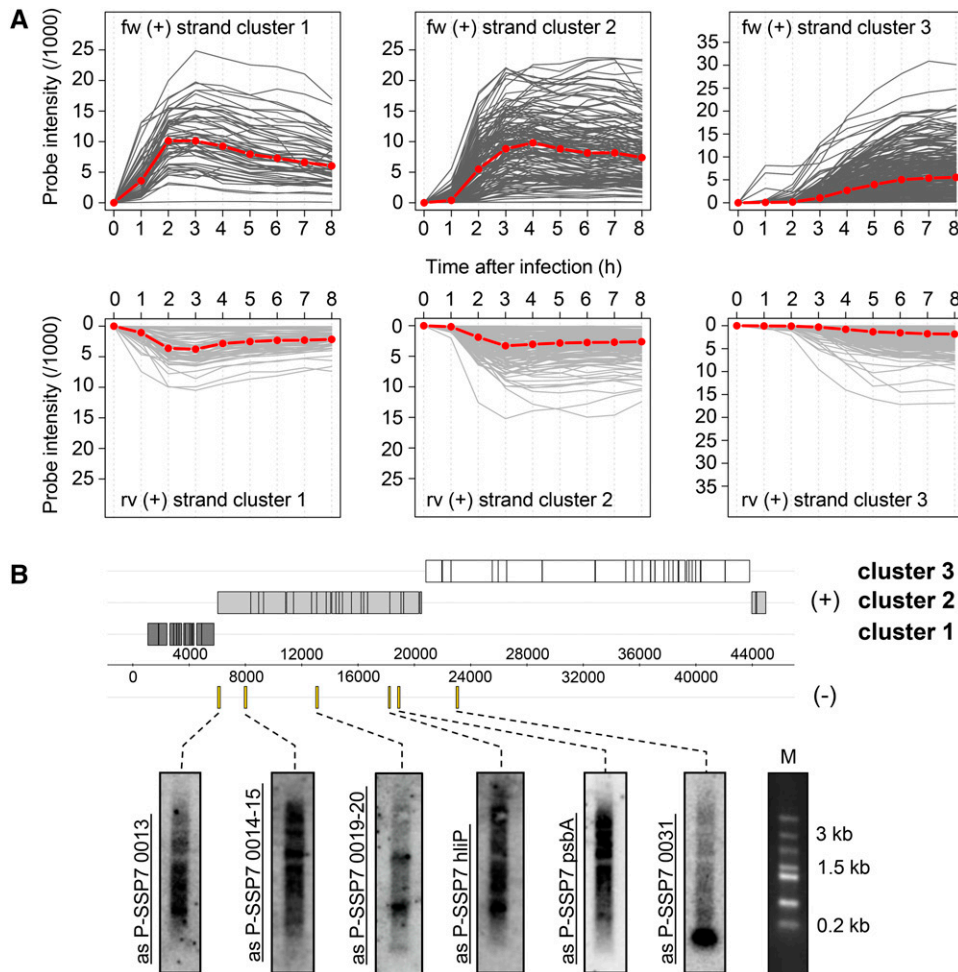 A
fw (+) strand cluster 1
fw (+) strand cluster 2
fw (+) strand cluster 3
Probe intensity (/1000)
25
20
15
10
5
0
25
20
15
10
5
0
35
30
25
20
15
10
5
0
0 1 2 3 4 5 6 7 8
0 1 2 3 4 5 6 7 8
0 1 2 3 4 5 6 7 8
Time after infection (h)
0 1 2 3 4 5 6 7 8
0 1 2 3 4 5 6 7 8
0 1 2 3 4 5 6 7 8
Probe intensity (/1000)
0
5
10
15
20
25
0
5
10
15
20
25
0
5
10
15
20
25
30
35
rv (+) strand cluster 1
rv (+) strand cluster 2
rv (+) strand cluster 3
B
cluster 3
(+) cluster 2
cluster 1
4000 12000 20000 28000 36000 44000
0 8000 16000 24000 32000 40000
(-)
as P-SSP7 0013
as P-SSP7 0014-15
as P-SSP7 0019-20
as P-SSP7 hliP
as P-SSP7 psbA
as P-SSP7 0031
M
3 kb
1.5 kb
0.2 kb